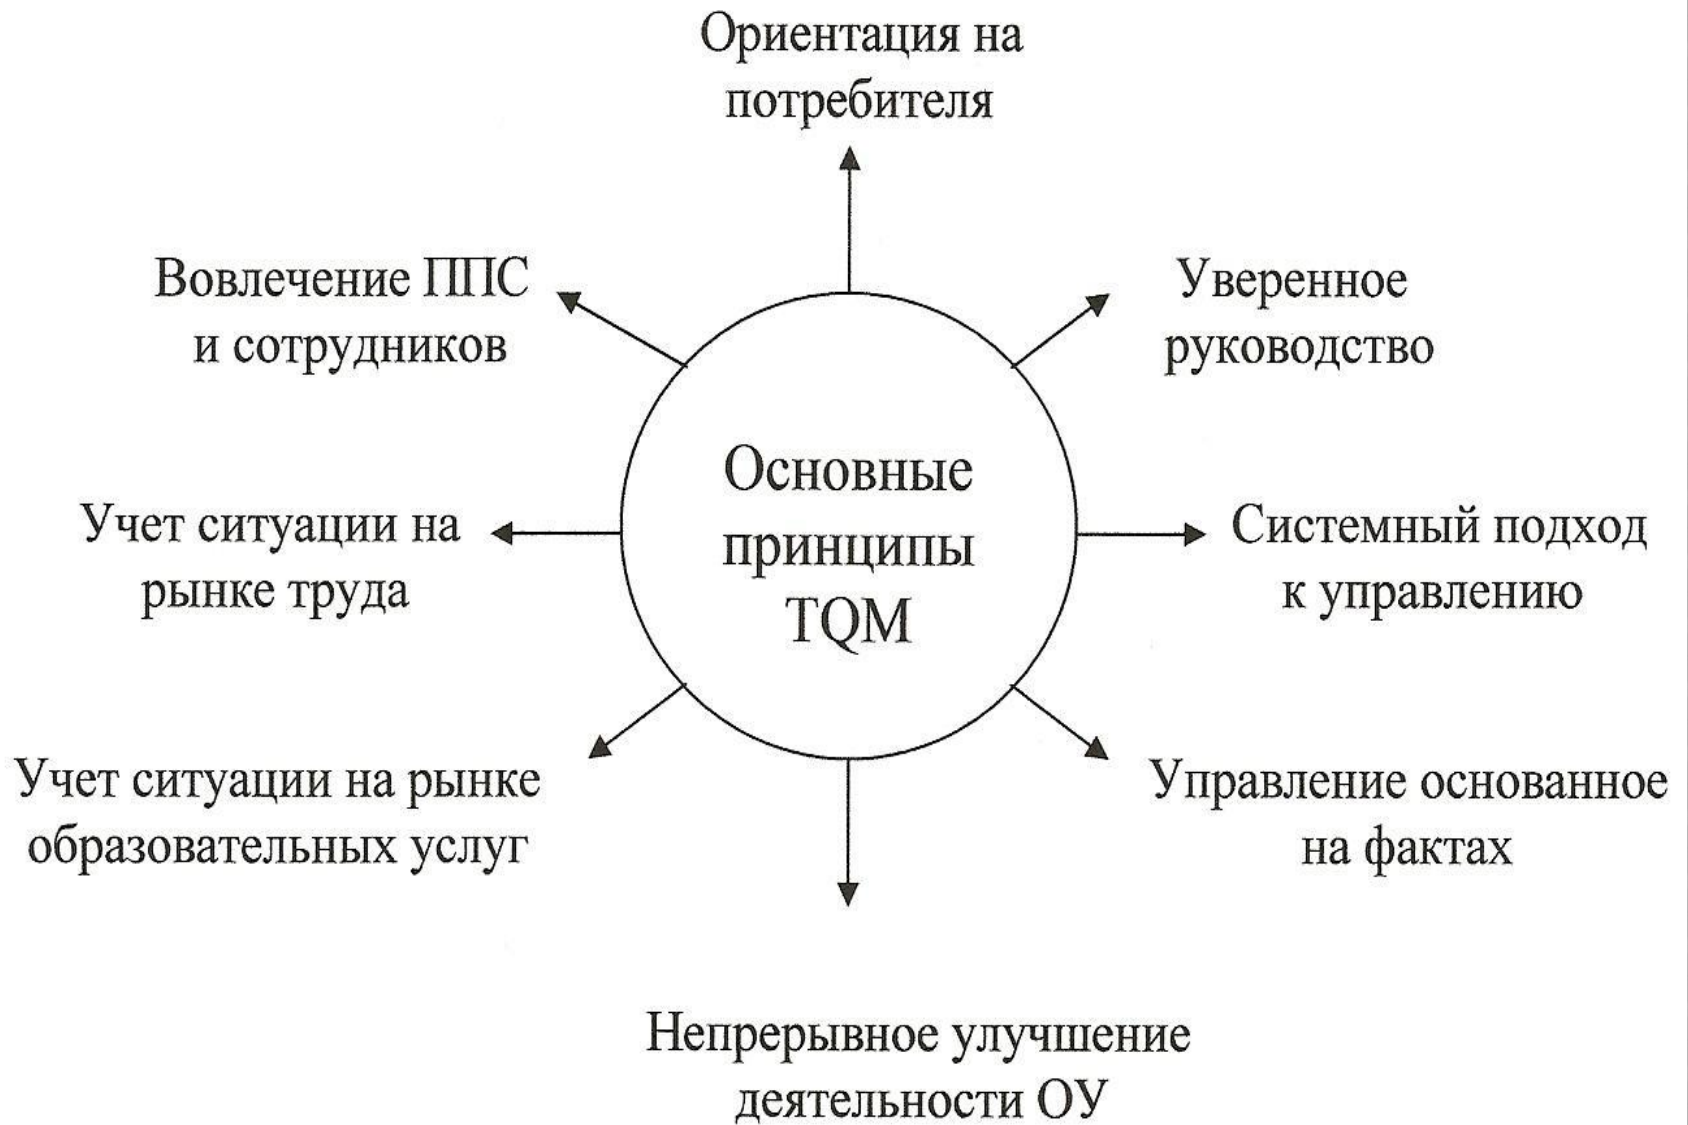 Ориентация на
потребителя
Вовлечение ППС
и сотрудников
Уверенное
руководство
Основные
принципы
TQM
Учет ситуации на
рынке труда
Системный подход
к управлению
Учет ситуации на рынке
образовательных услуг
Управление основанное
на фактах
Непрерывное улучшение
деятельности ОУ